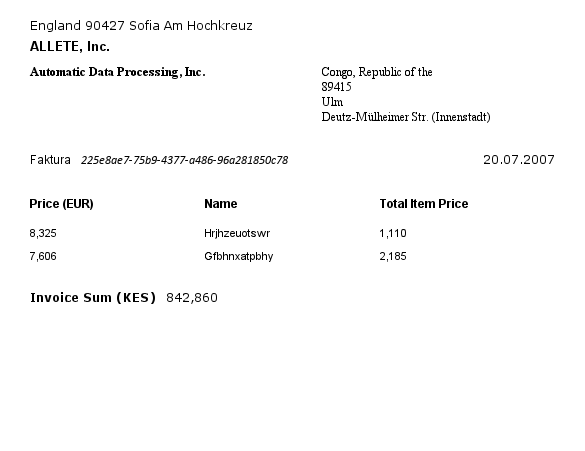 England 90427 Sofia Am Hochkreuz
ALLETE, Inc.
Automatic Data Processing, Inc.
Congo, Republic of the
89415
Ulm
Deutz-Mülheimer Str. (Innenstadt)
Faktura 225e8ae7-75b9-4377-a486-96a281850c78 20.07.2007
Price (EUR) Name Total Item Price
8,325 Hrjhzeuotswr 1,110
7,606 Gfbhnxatpbhy 2,185
Invoice Sum (KES) 842,860